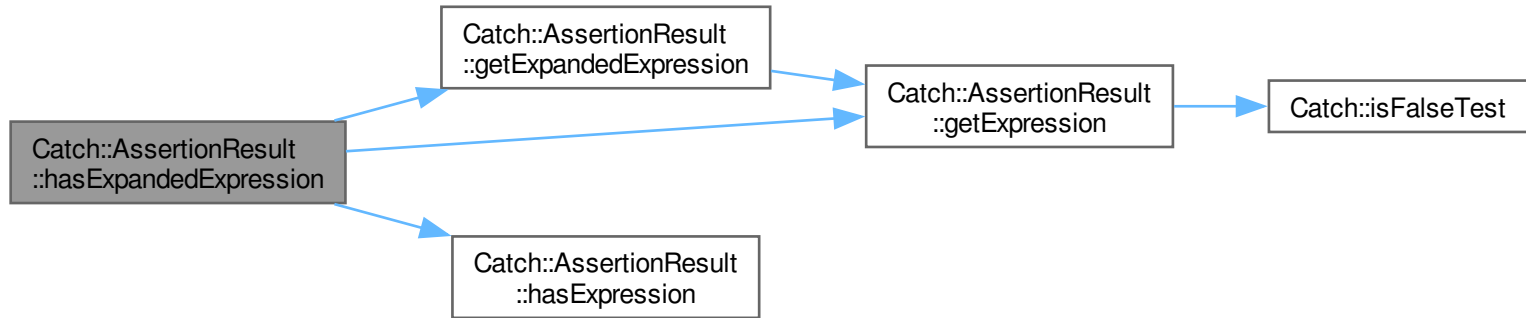 Catch::AssertionResult
::hasExpandedExpression
Catch::AssertionResult
::getExpandedExpression
Catch::AssertionResult
::getExpression
Catch::isFalseTest
Catch::AssertionResult
::hasExpression